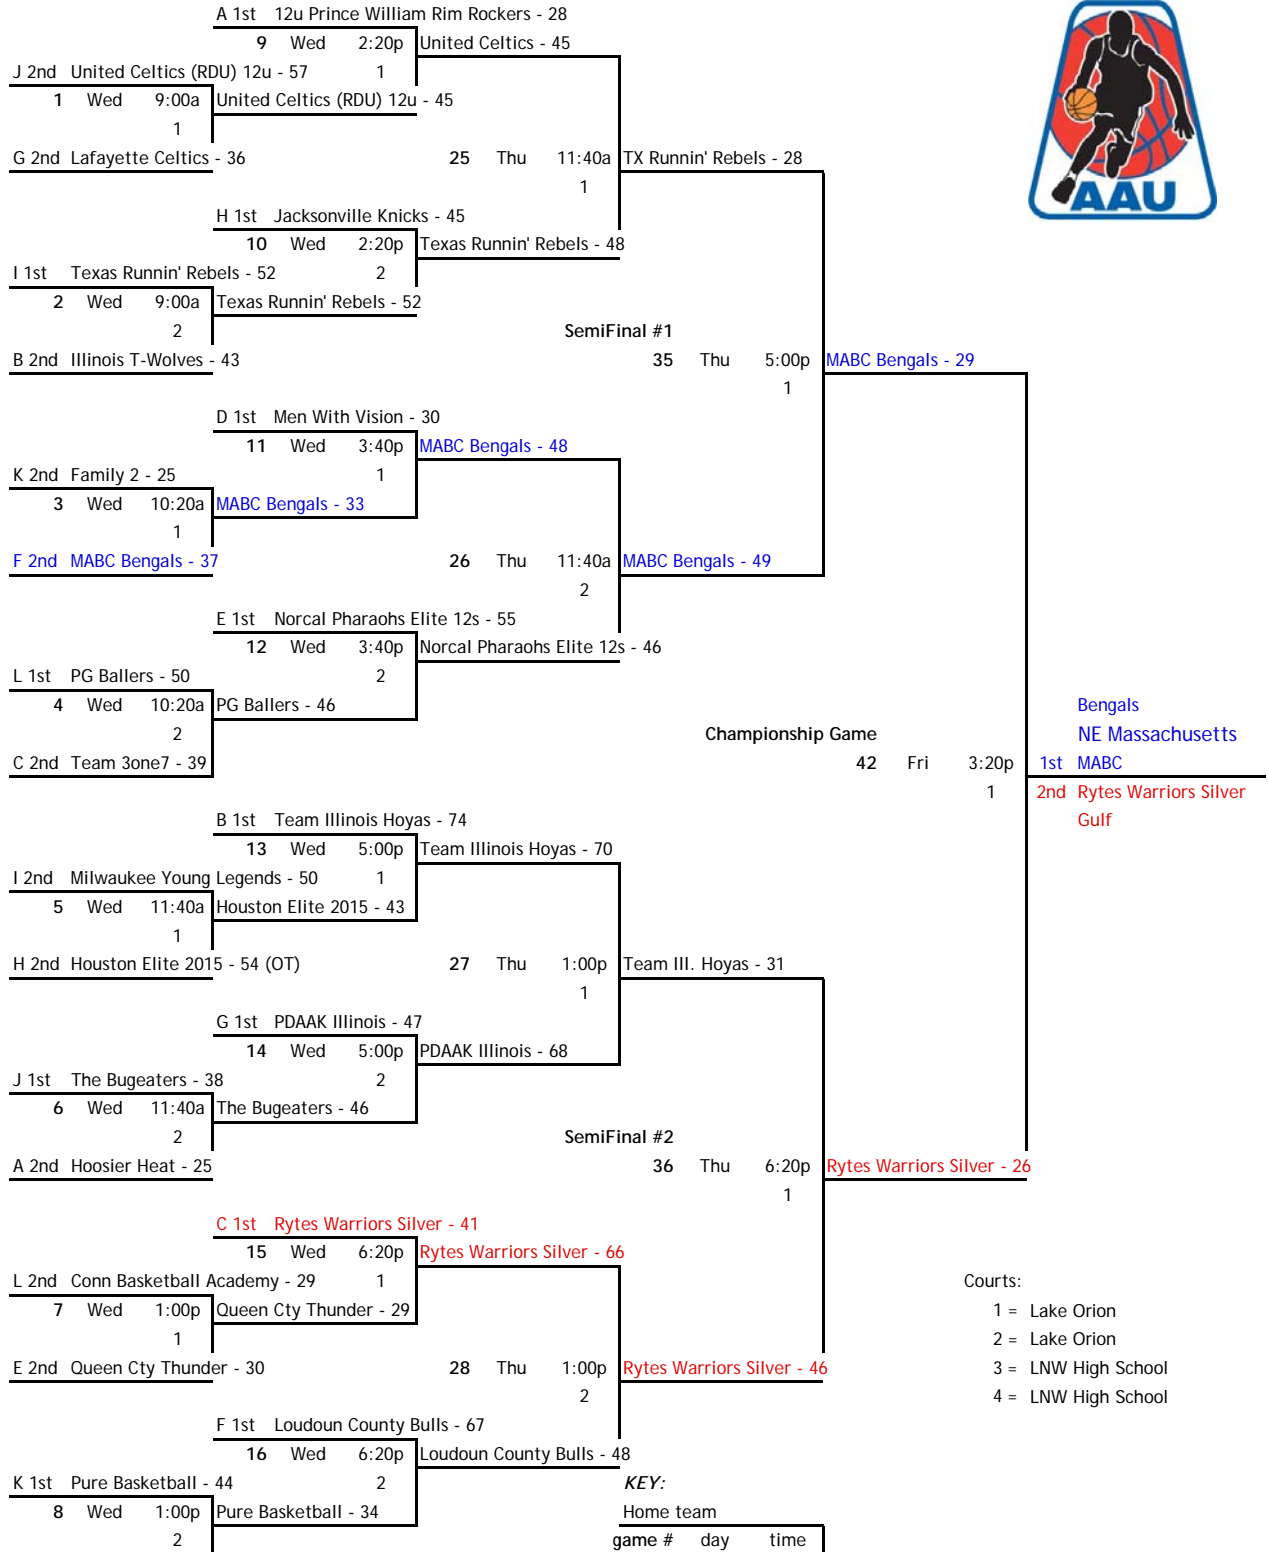 A 1st 12u Prince William Rim Rockers - 28
9 Wed 2:20p United Celtics - 45
J 2nd United Celtics (RDU) 12u - 57 1
1 Wed 9:00a United Celtics (RDU) 12u - 45
1
G 2nd Lafayette Celtics - 36 25 Thu 11:40a TX Runnin' Rebels - 28
1
AAU
H 1st Jacksonville Knicks - 45
10 Wed 2:20p Texas Runnin' Rebels - 48
I 1st Texas Runnin' Rebels - 52 2
2 Wed 9:00a Texas Runnin' Rebels - 52
2 SemiFinal #1
B 2nd Illinois T-Wolves - 43 35 Thu 5:00p MABC Bengals - 29
1
D 1st Men With Vision - 30
11 Wed 3:40p MABC Bengals - 48
K 2nd Family 2 - 25 1
3 Wed 10:20a MABC Bengals - 33
1
F 2nd MABC Bengals - 37 26 Thu 11:40a MABC Bengals - 49
2
E 1st Norcal Pharaohs Elite 12s - 55
12 Wed 3:40p Norcal Pharaohs Elite 12s - 46
L 1st PG Ballers - 50 2
4 Wed 10:20a PG Ballers - 46 Bengals
2 Championship Game NE Massachusetts
C 2nd Team 3one7 - 39 42 Fri 3:20p 1st MABC
1 2nd Rytes Warriors Silver
B 1st Team Illinois Hoyas - 74 Gulf
13 Wed 5:00p Team Illinois Hoyas - 70
I 2nd Milwaukee Young Legends - 50 1
5 Wed 11:40a Houston Elite 2015 - 43
1
H 2nd Houston Elite 2015 - 54 (OT) 27 Thu 1:00p Team III. Hoyas - 31
1
G 1st PDAAK Illinois - 47
14 Wed 5:00p PDAAK Illinois - 68
J 1st The Bugeaters - 38 2
6 Wed 11:40a The Bugeaters - 46
2 SemiFinal #2
A 2nd Hoosier Heat - 25 36 Thu 6:20p Rytes Warriors Silver - 26
1
C 1st Rytes Warriors Silver - 41
15 Wed 6:20p Rytes Warriors Silver - 66
L 2nd Conn Basketball Academy - 29 1 Courts:
7 Wed 1:00p Queen Cty Thunder - 29 1 = Lake Orion
1 2 = Lake Orion
E 2nd Queen Cty Thunder - 30 28 Thu 1:00p Rytes Warriors Silver - 46 3 = LNW High School
2 4 = LNW High School
F 1st Loudoun County Bulls - 67
16 Wed 6:20p Loudoun County Bulls - 48
K 1st Pure Basketball - 44 2 KEY:
8 Wed 1:00p Pure Basketball - 34 Home team
2 game # day time